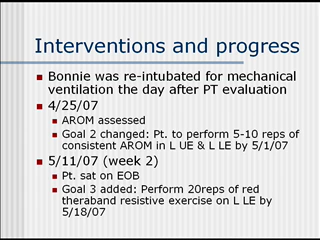 Interventions and progress
Bonnie was re-intubated for mechanical
ventilation the day after PT evaluation
4/25/07
AROM assessed
Goal 2 changed: Pt. to perform 5-10 reps of
consistent AROM in L UE & L LE by 5/1/07
5/11/07 (week 2)
Pt. sat on EOB
Goal 3 added: Perform 20reps of red
theraband resistive exercise on L LE by
5/18/07